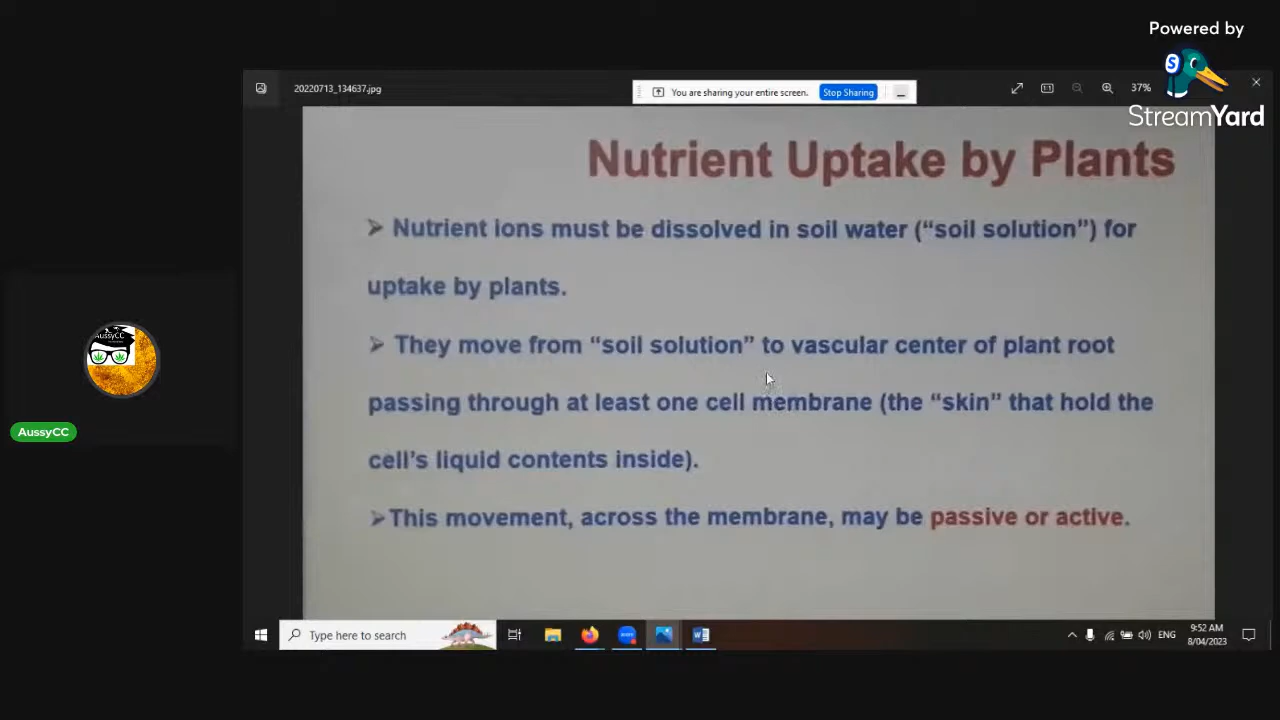 Powered by
StreamYard
20220713_134637.jpg
You are sharing your entire screen.
Stop Sharing
37%
Nutrient Uptake by Plants
➢ Nutrient ions must be dissolved in soil water (“soil solution”) for
uptake by plants.
➢ They move from “soil solution” to vascular center of plant root
passing through at least one cell membrane (the “skin” that hold the
cell’s liquid contents inside).
➢This movement, across the membrane, may be passive or active.
AussyCC
AussyCC
Type here to search
ENG
9:52 AM
8/04/2023